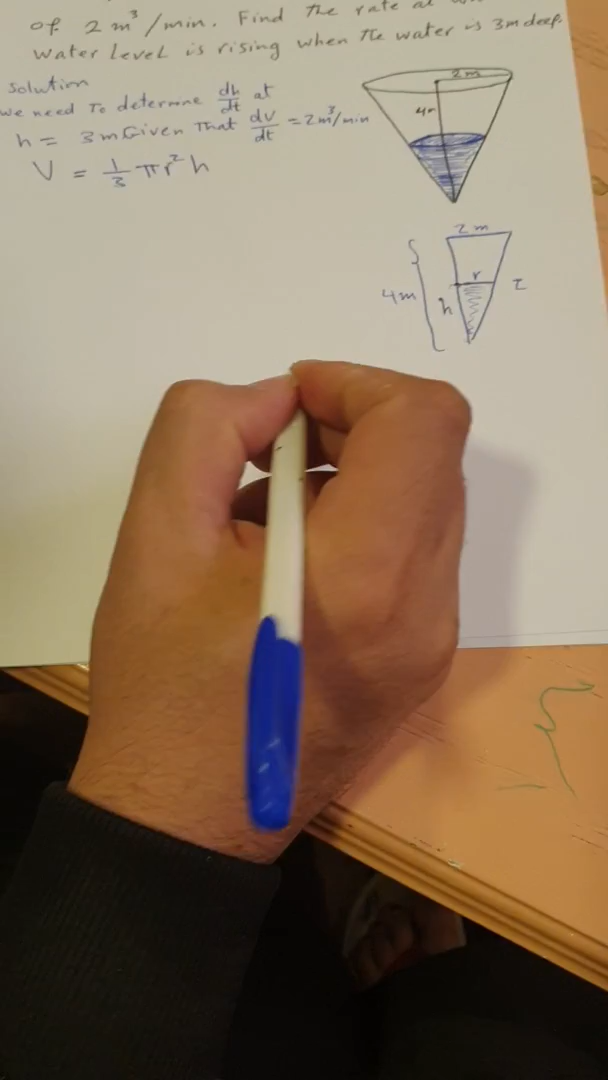 of 2 m³/min. Find the rate at
water level is rising when the water is 3m deep.
Solution
we need to determine dh/dt at
h = 3m Given that dv/dt = 2m³/min
V = 1/3 πr²h
2m
4m
2 m
r
4m
h